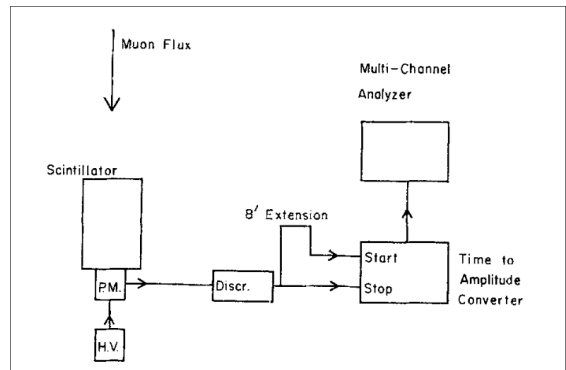 Muon Flux
Multi-Channel
Analyzer
Scintillator
8' Extension
P.M.
Discr.
Start
Stop
Time to
Amplitude
Converter
H.V.